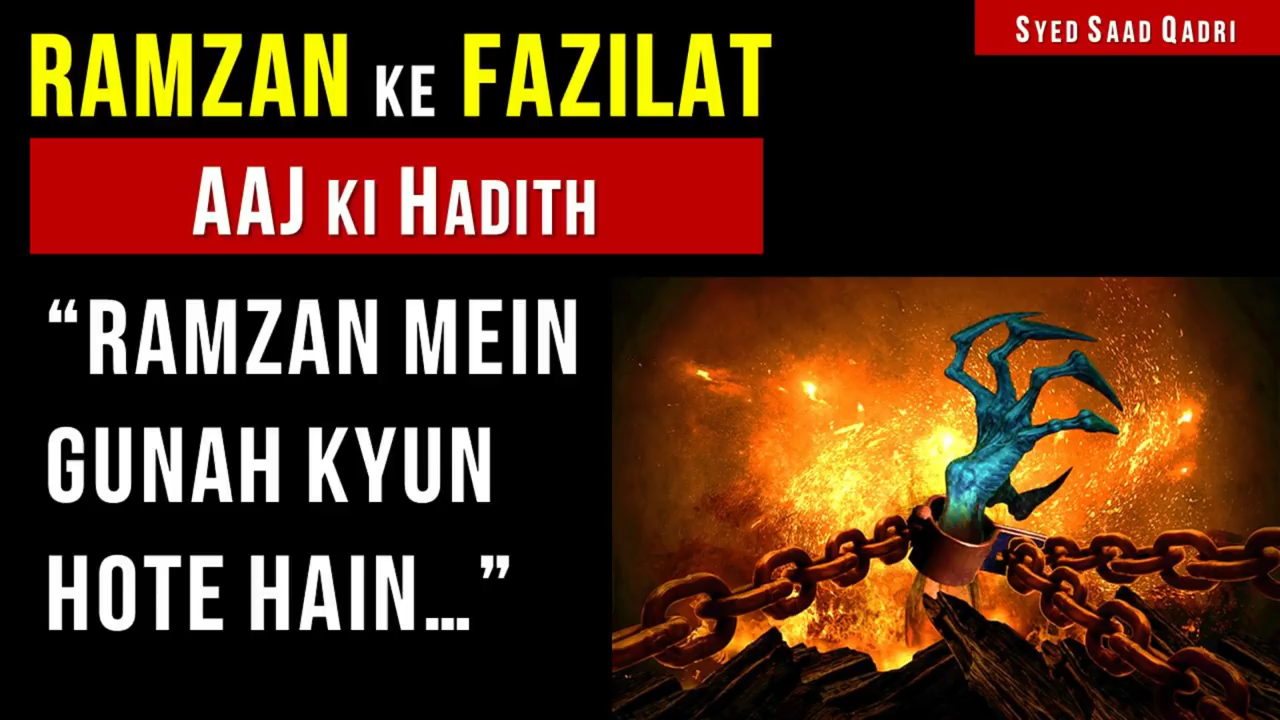 SYED SAAD QADRI
RAMZAN KE FAZILAT
AAJ KI HADITH
“RAMZAN MEIN
GUNAH KYUN
HOTE HAIN...”